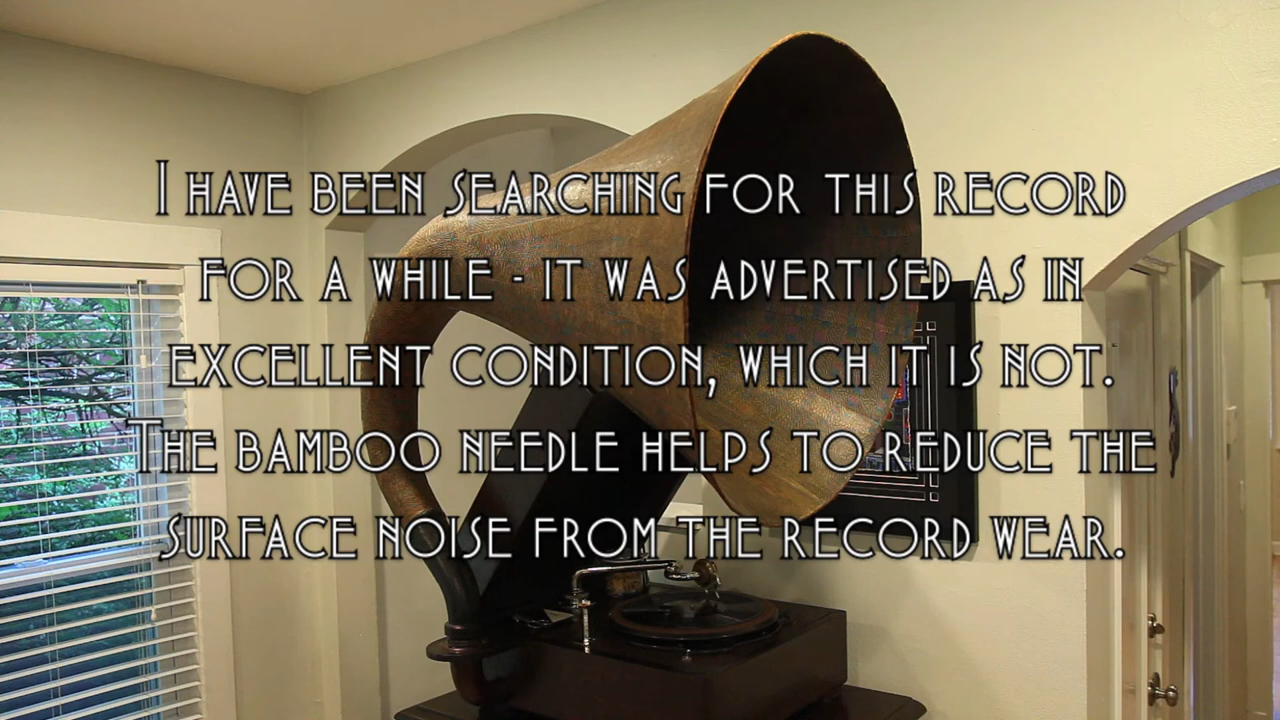 I have been searching for this record
for a while - it was advertised as in
excellent condition, which it is not.
The bamboo needle helps to reduce the
surface noise from the record wear.